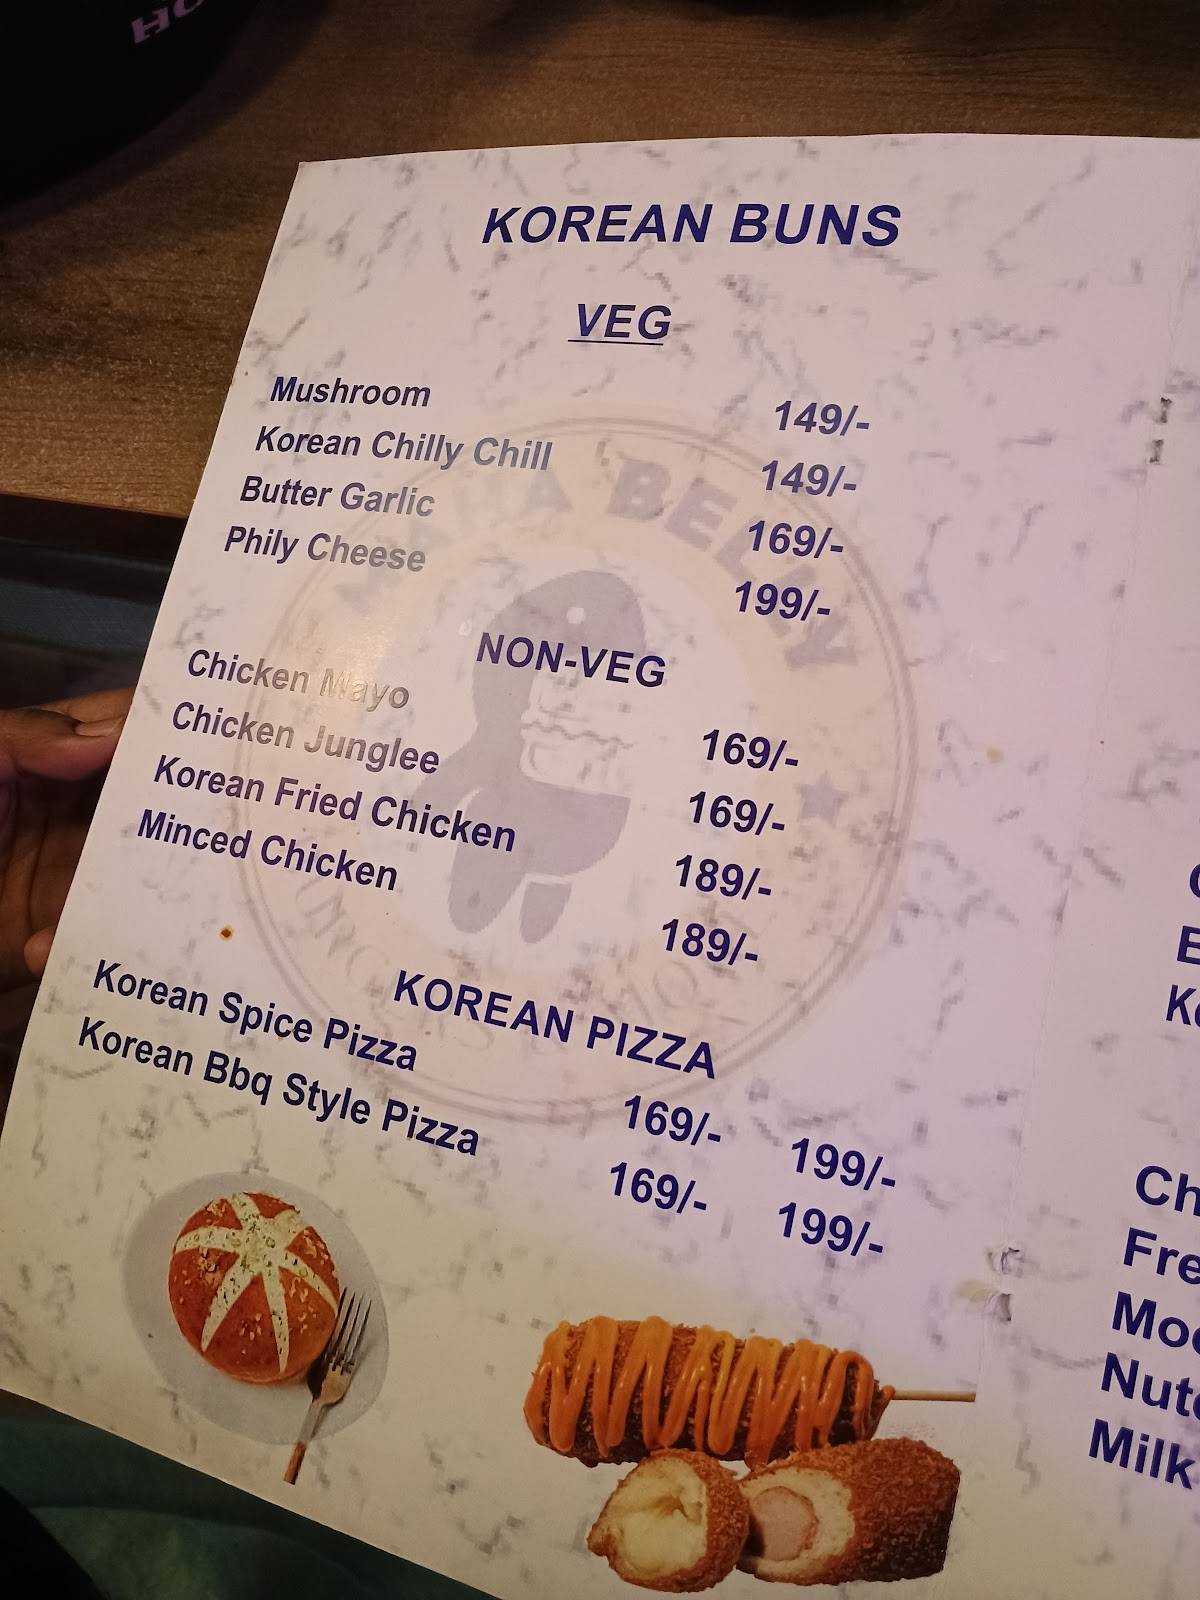 KOREAN BUNS
VEG
Mushroom 149/-
Korean Chilly Chill 149/-
Butter Garlic 169/-
Phily Cheese 199/-
NON-VEG
Chicken Mayo 169/-
Chicken Junglee 169/-
Korean Fried Chicken 189/-
Minced Chicken 189/-
KOREAN PIZZA
Korean Spice Pizza 169/- 199/-
Korean Bbq Style Pizza 169/- 199/-
BELLY
Ch
Fre
Nut
Milk